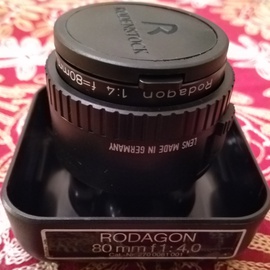 R
RODENSTOCK
Rodagon 1:4 f=80mm
LENS MADE IN GERMANY
RODAGON
80 mm f 1: 4,0